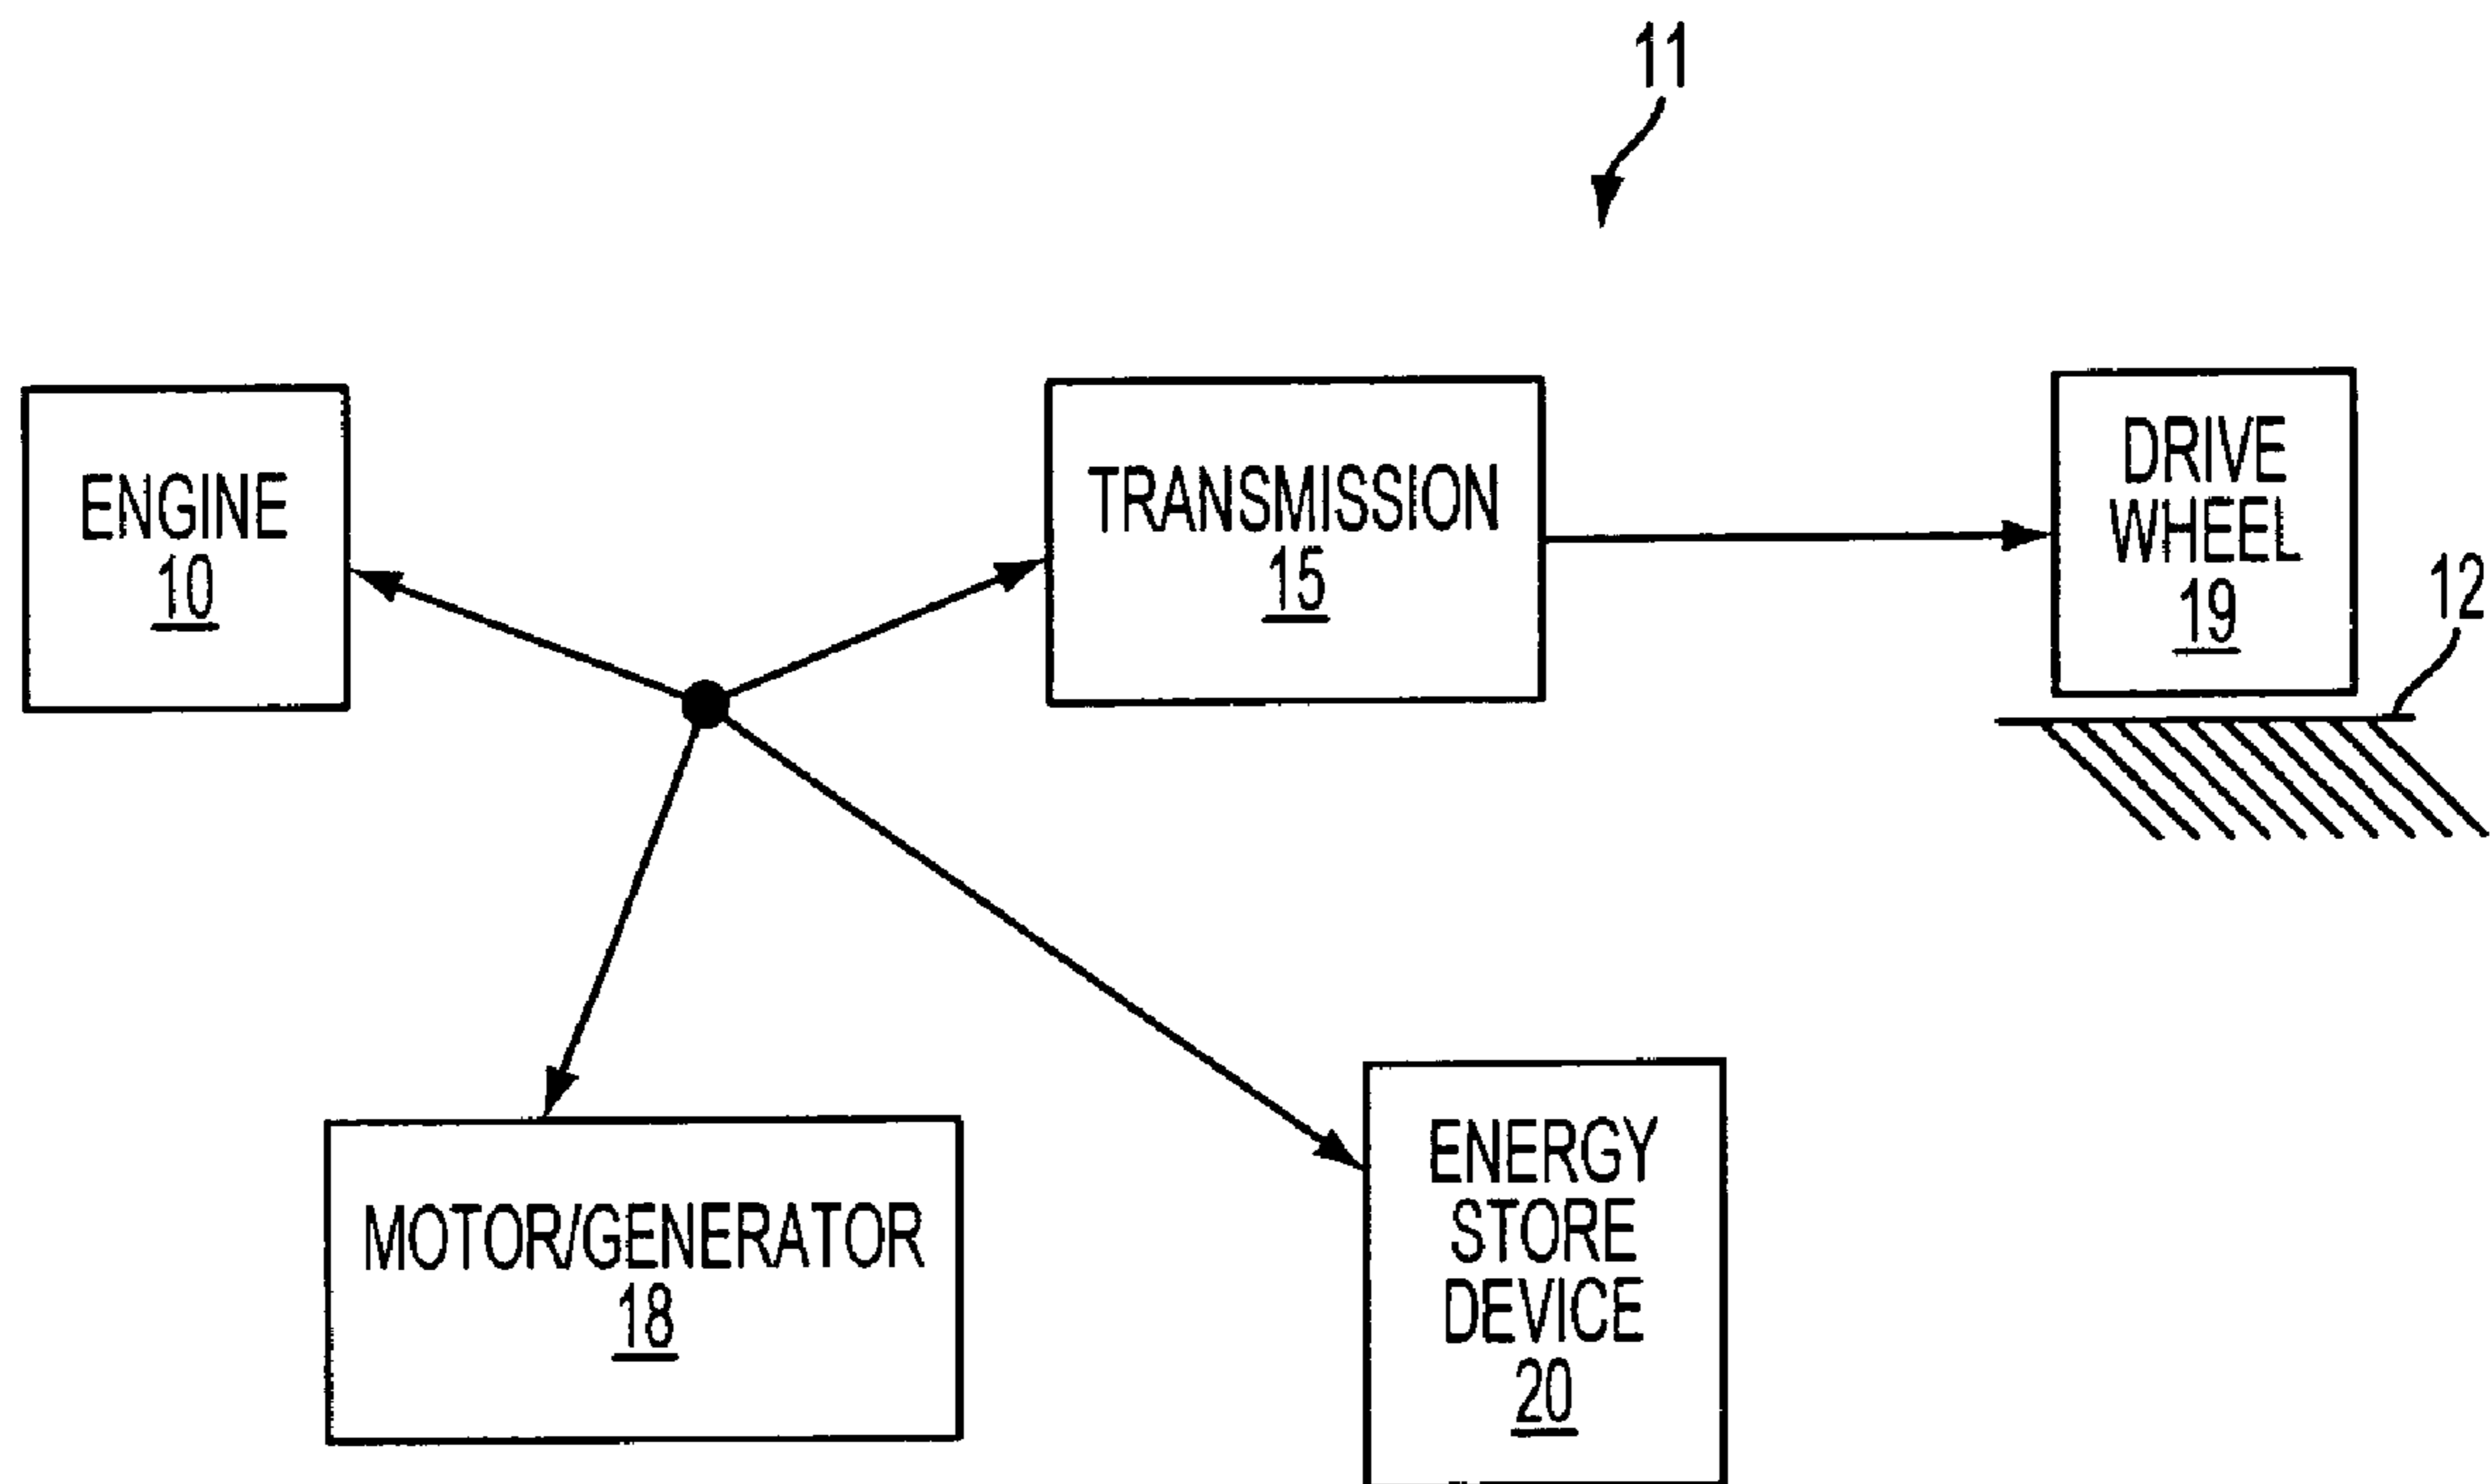 11
ENGINE
10
TRANSMISSION
15
DRIVE
WHEEL
19
12
MOTOR/GENERATOR
18
ENERGY
STORE
DEVICE
20